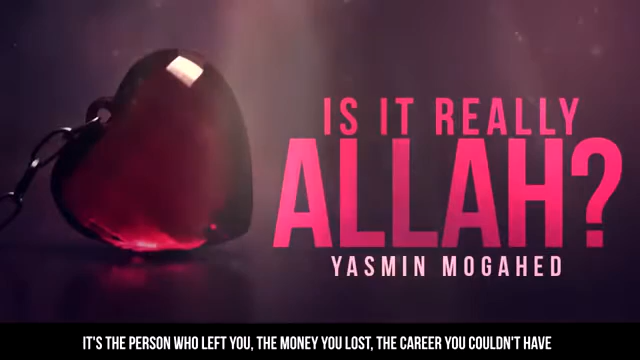 IS IT REALLY
ALLAH?
YASMIN MOGAHED
IT'S THE PERSON WHO LEFT YOU, THE MONEY YOU LOST, THE CAREER YOU COULDN'T HAVE